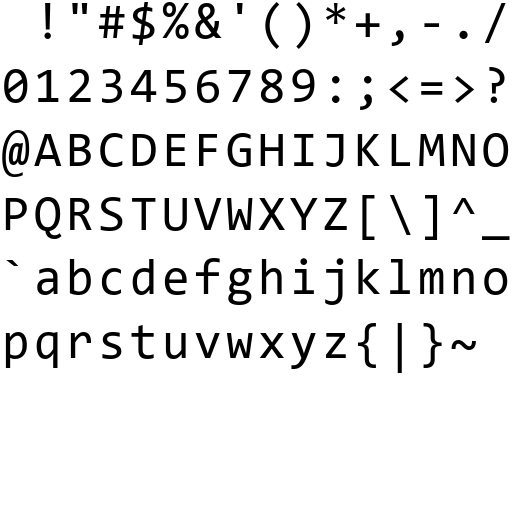 !"#$%&'()*+,-./
0123456789:;<=>?
@ABCDEFGHIJKLMNO
PQRSTUVWXYZ[\]^_
`abcdefghijklmno
pqrstuvwxyz{|}~